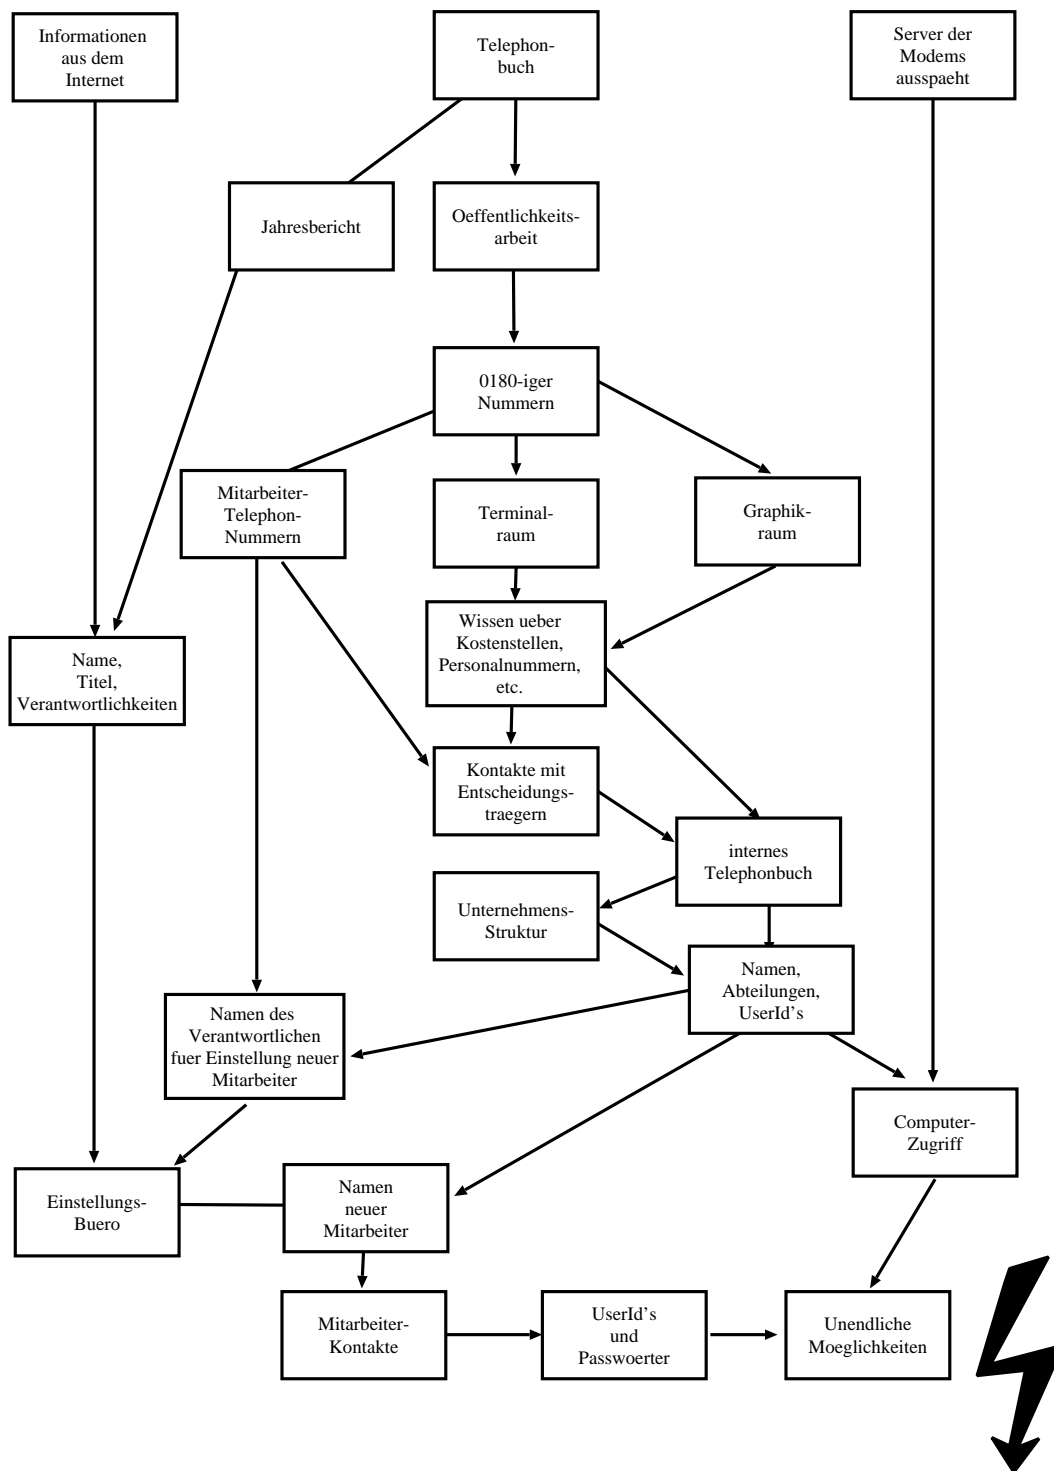 Informationen
aus dem
Internet
Telephon-
buch
Server der
Modems
ausspaeht
Jahresbericht
Oeffentlichkeits-
arbeit
0180-iger
Nummern
Mitarbeiter-
Telephon-
Nummern
Terminal-
raum
Graphik-
raum
Wissen ueber
Kostenstellen,
Personalnummern,
etc.
Name,
Titel,
Verantwortlichkeiten
Kontakte mit
Entscheidungs-
traegern
internes
Telephonbuch
Unternehmens-
Struktur
Namen,
Abteilungen,
UserId's
Namen des
Verantwortlichen
fuer Einstellung neuer
Mitarbeiter
Computer-
Zugriff
Einstellungs-
Buero
Namen
neuer
Mitarbeiter
Mitarbeiter-
Kontakte
UserId's
und
Passwoerter
Unendliche
Moeglichkeiten